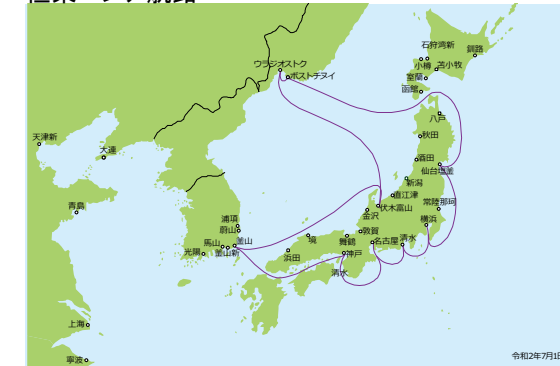 石狩湾新
釧路
ウラジオストク
小樽
苫小牧
ボストチヌイ
室蘭
函館
八戸
天津新
秋田
大連
酒田
仙台塩釜
新潟
直江津
常陸那珂
青島
伏木富山
金沢
浦項
横浜
蔚山
敦賀
馬山
釜山
境
舞鶴
名古屋
清水
光陽
釜山新
浜田
神戸
清水
上海
令和2年7月1日
寧波